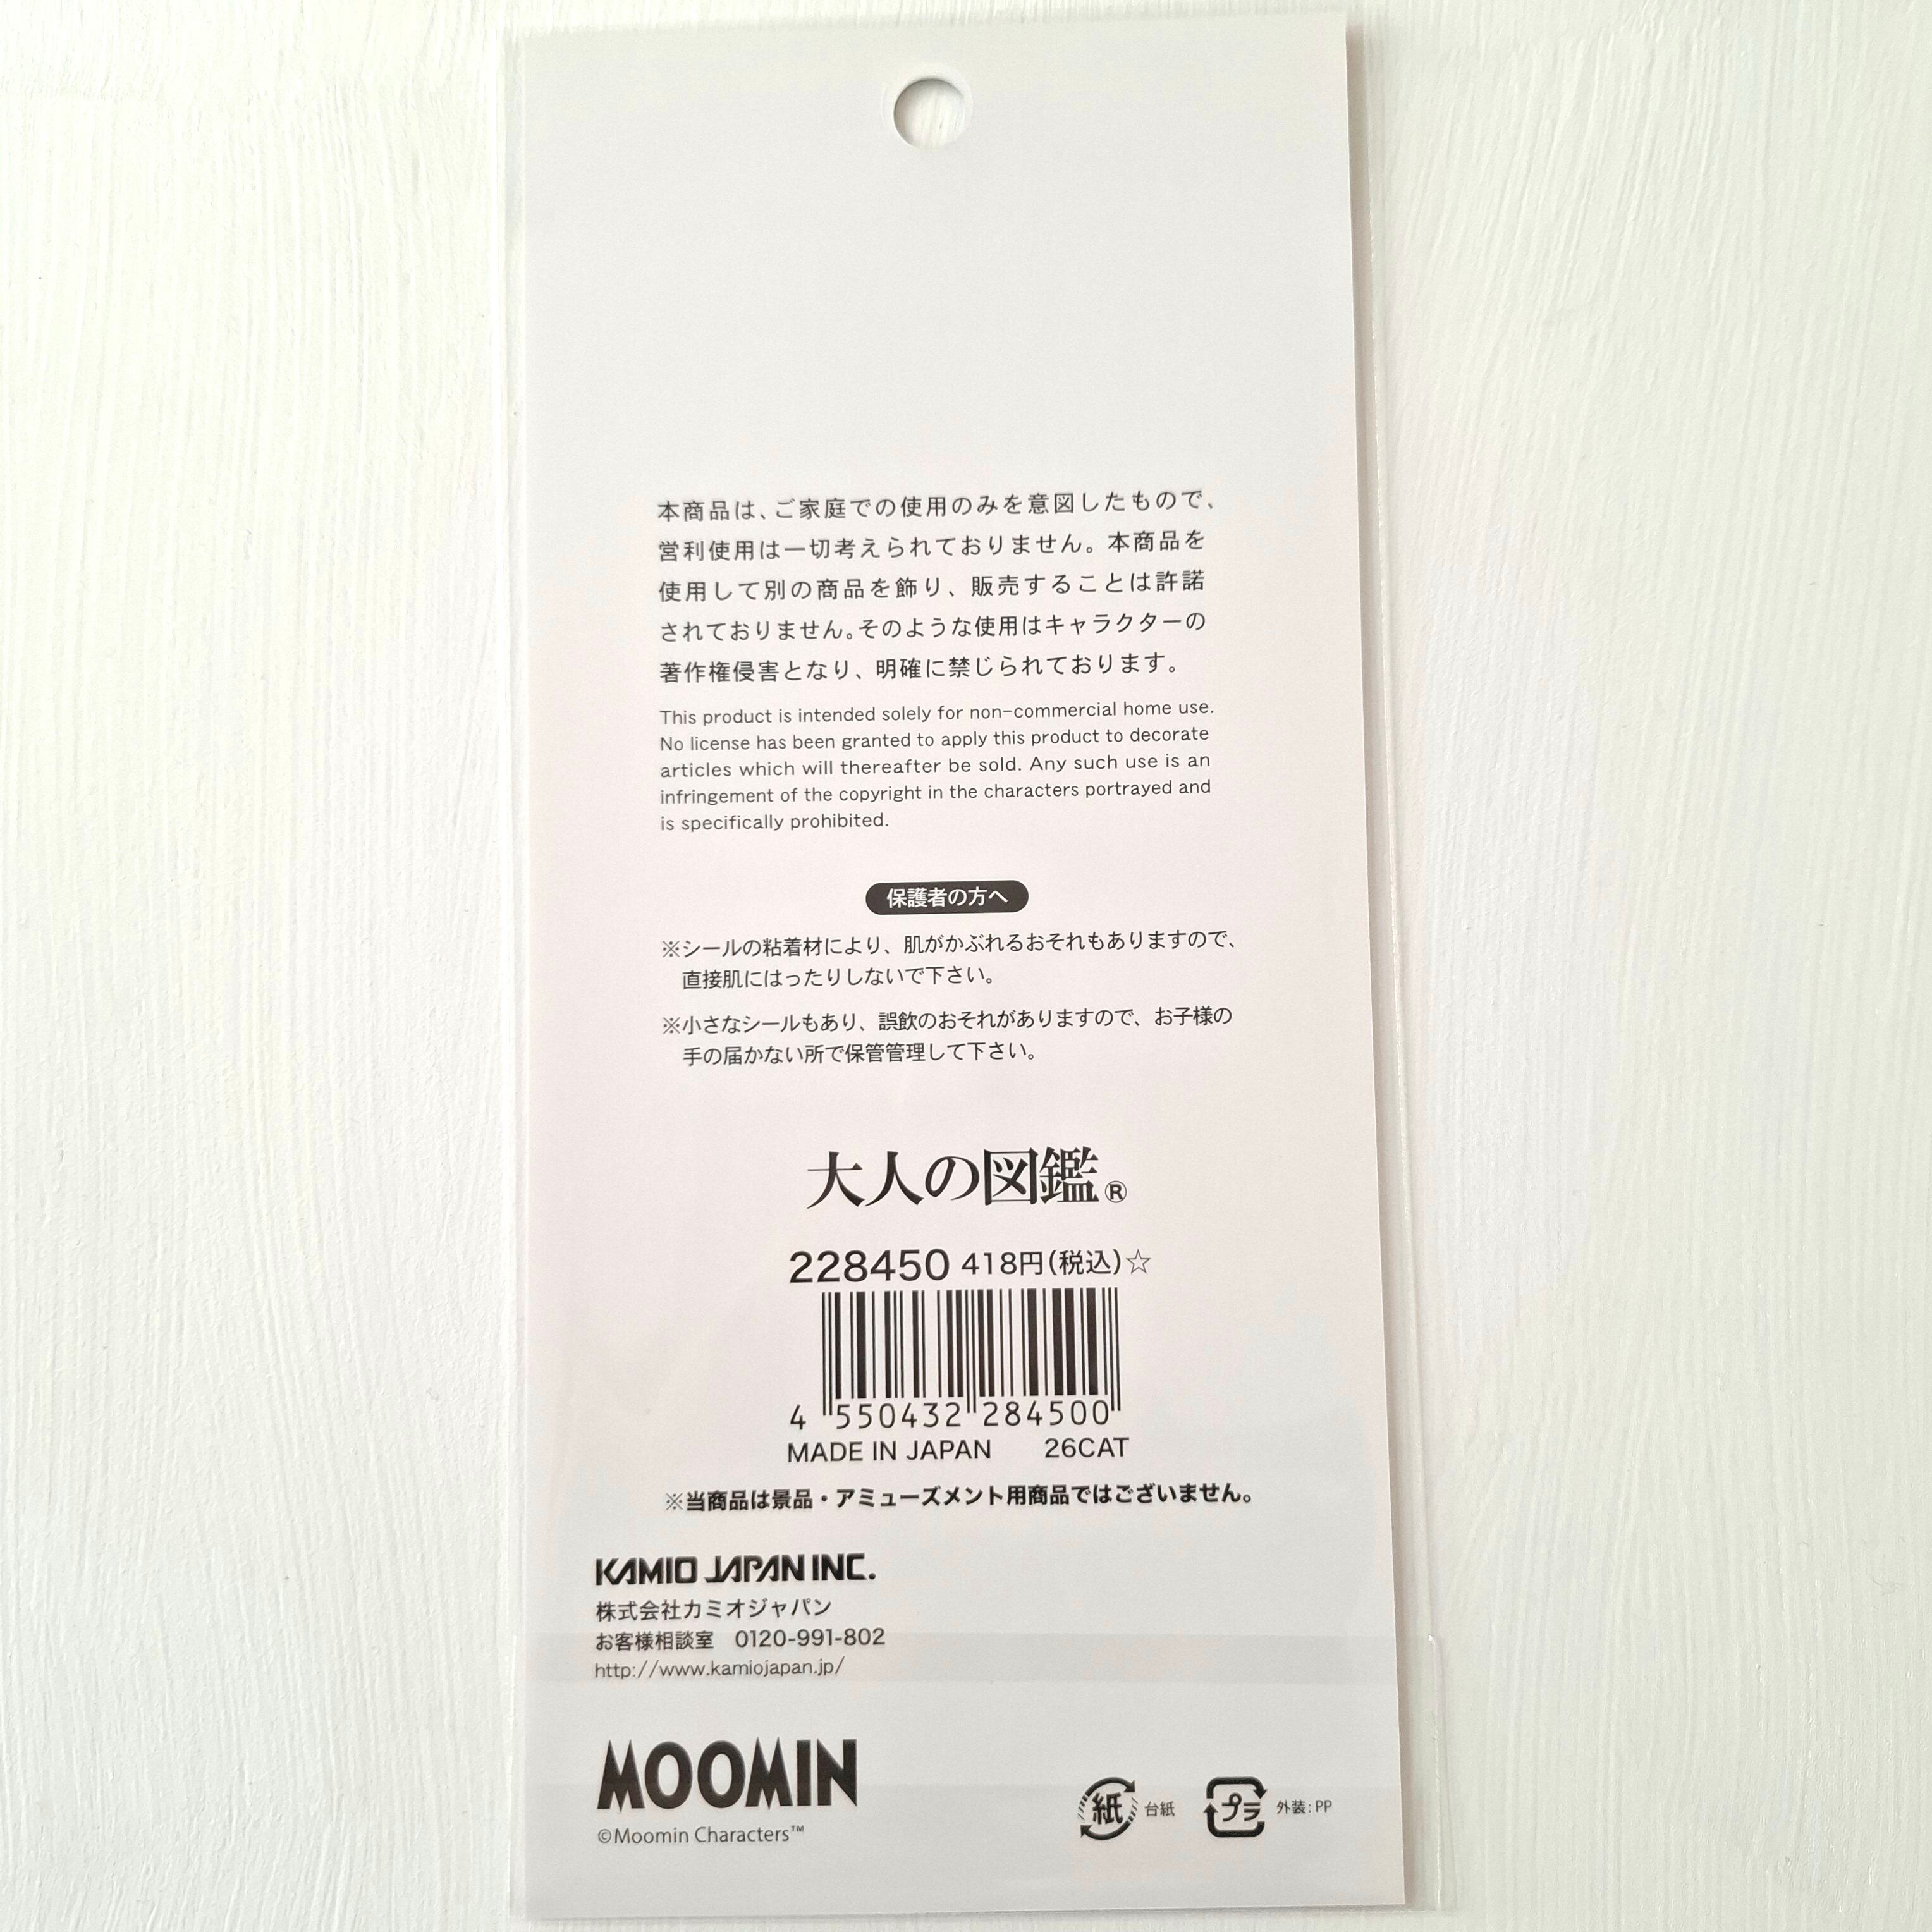 本商品は、ご家庭での使用のみを意図したもので、
営利使用は一切考えられておりません。本商品を
使用して別の商品を飾り、販売することは許諾
されておりません。そのような使用はキャラクターの
著作権侵害となり、明確に禁じられております。
This product is intended solely for non-commercial home use.
No license has been granted to apply this product to decorate
articles which will thereafter be sold. Any such use is an
infringement of the copyright in the characters portrayed and
is specifically prohibited.
保護者の方へ
※シールの粘着材により、肌がかぶれるおそれもありますので、
直接肌にはったりしないで下さい。
※小さなシールもあり、誤飲のおそれがありますので、お子様の
手の届かない所で保管管理して下さい。
大人の図鑑®
228450 418円(税込)☆
4 550432 284500
MADE IN JAPAN 26CAT
※当商品は景品・アミューズメント用商品ではございません。
KAMIO JAPAN INC.
株式会社カミオジャパン
お客様相談室 0120-991-802
http://www.kamiojapan.jp/
MOOMIN
©Moomin Characters™
紙 台紙 プラ 外装:PP